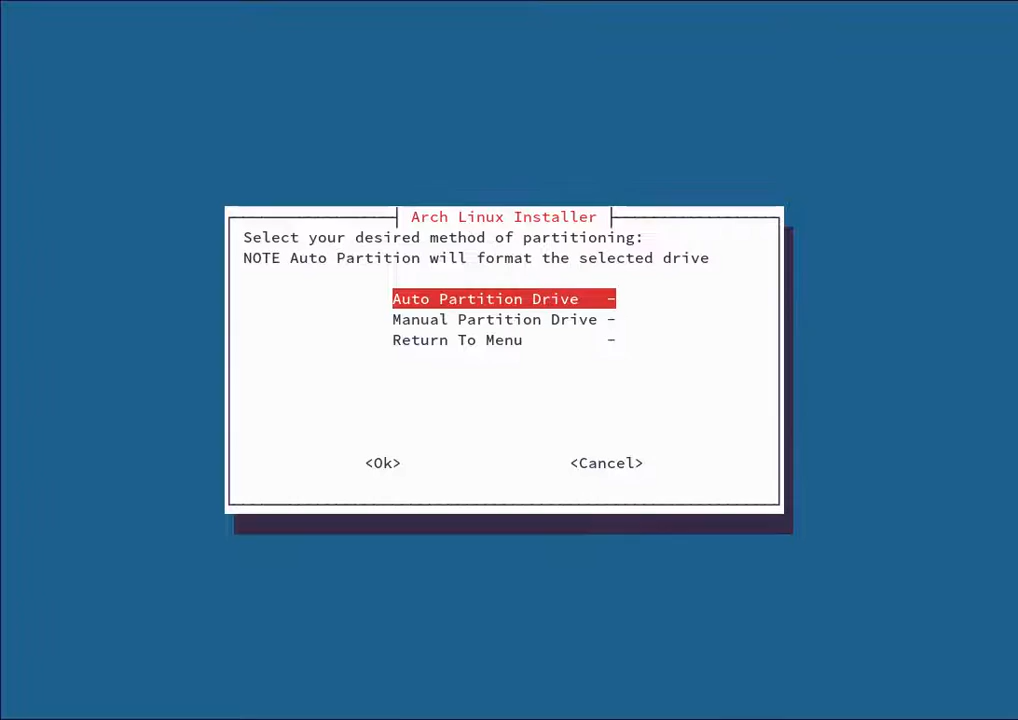 Arch Linux Installer
Select your desired method of partitioning:
NOTE Auto Partition will format the selected drive
Auto Partition Drive -
Manual Partition Drive -
Return To Menu -
<Ok> <Cancel>